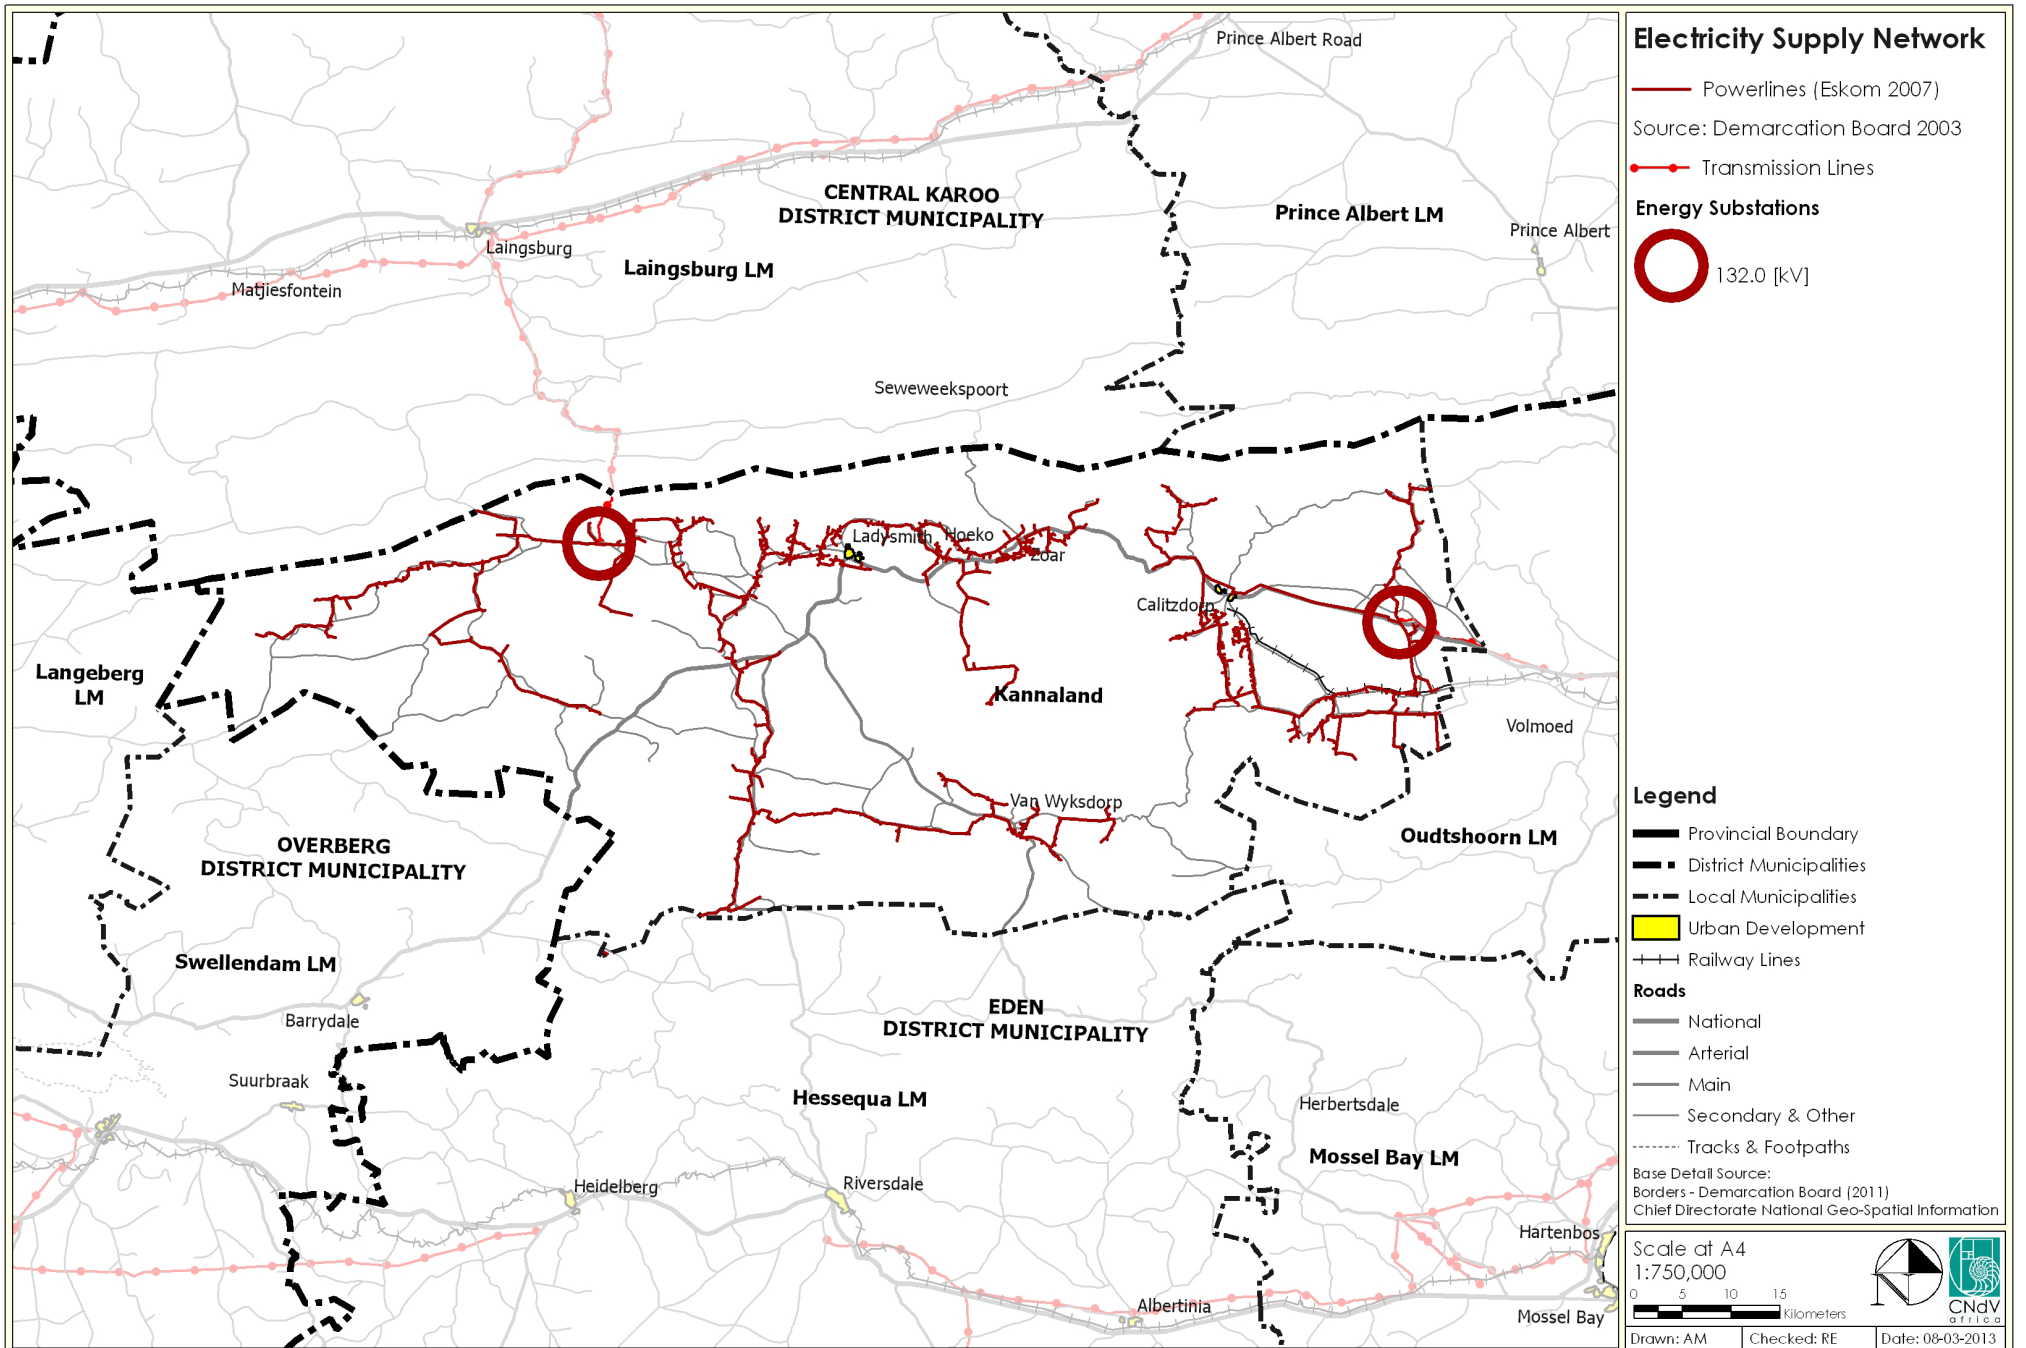 Prince Albert Road
CENTRAL KAROO
DISTRICT MUNICIPALITY
Prince Albert LM
Prince Albert
Laingsburg
Laingsburg LM
Matjiesfontein
Seweweekspoort
Ladysmith
Hoeko
Zoar
Calitzdorp
Langeberg
LM
Kannaland
Volmoed
Van Wyksdorp
OVERBERG
DISTRICT MUNICIPALITY
Oudtshoorn LM
Swellendam LM
Barrydale
EDEN
DISTRICT MUNICIPALITY
Suurbraak
Hessequa LM
Herbertsdale
Mossel Bay LM
Heidelberg
Riversdale
Hartenbos
Albertinia
Mossel Bay
Electricity Supply Network
Powerlines (Eskom 2007)
Source: Demarcation Board 2003
Transmission Lines
Energy Substations
132.0 [kV]
Legend
Provincial Boundary
District Municipalities
Local Municipalities
Urban Development
Railway Lines
Roads
National
Arterial
Main
Secondary & Other
Tracks & Footpaths
Base Detail Source:
Borders - Demarcation Board (2011)
Chief Directorate National Geo-Spatial Information
Scale at A4
1:750,000
0 5 10 15
Kilometers
N
CNdV
africa
Drawn: AM
Checked: RE
Date: 08-03-2013